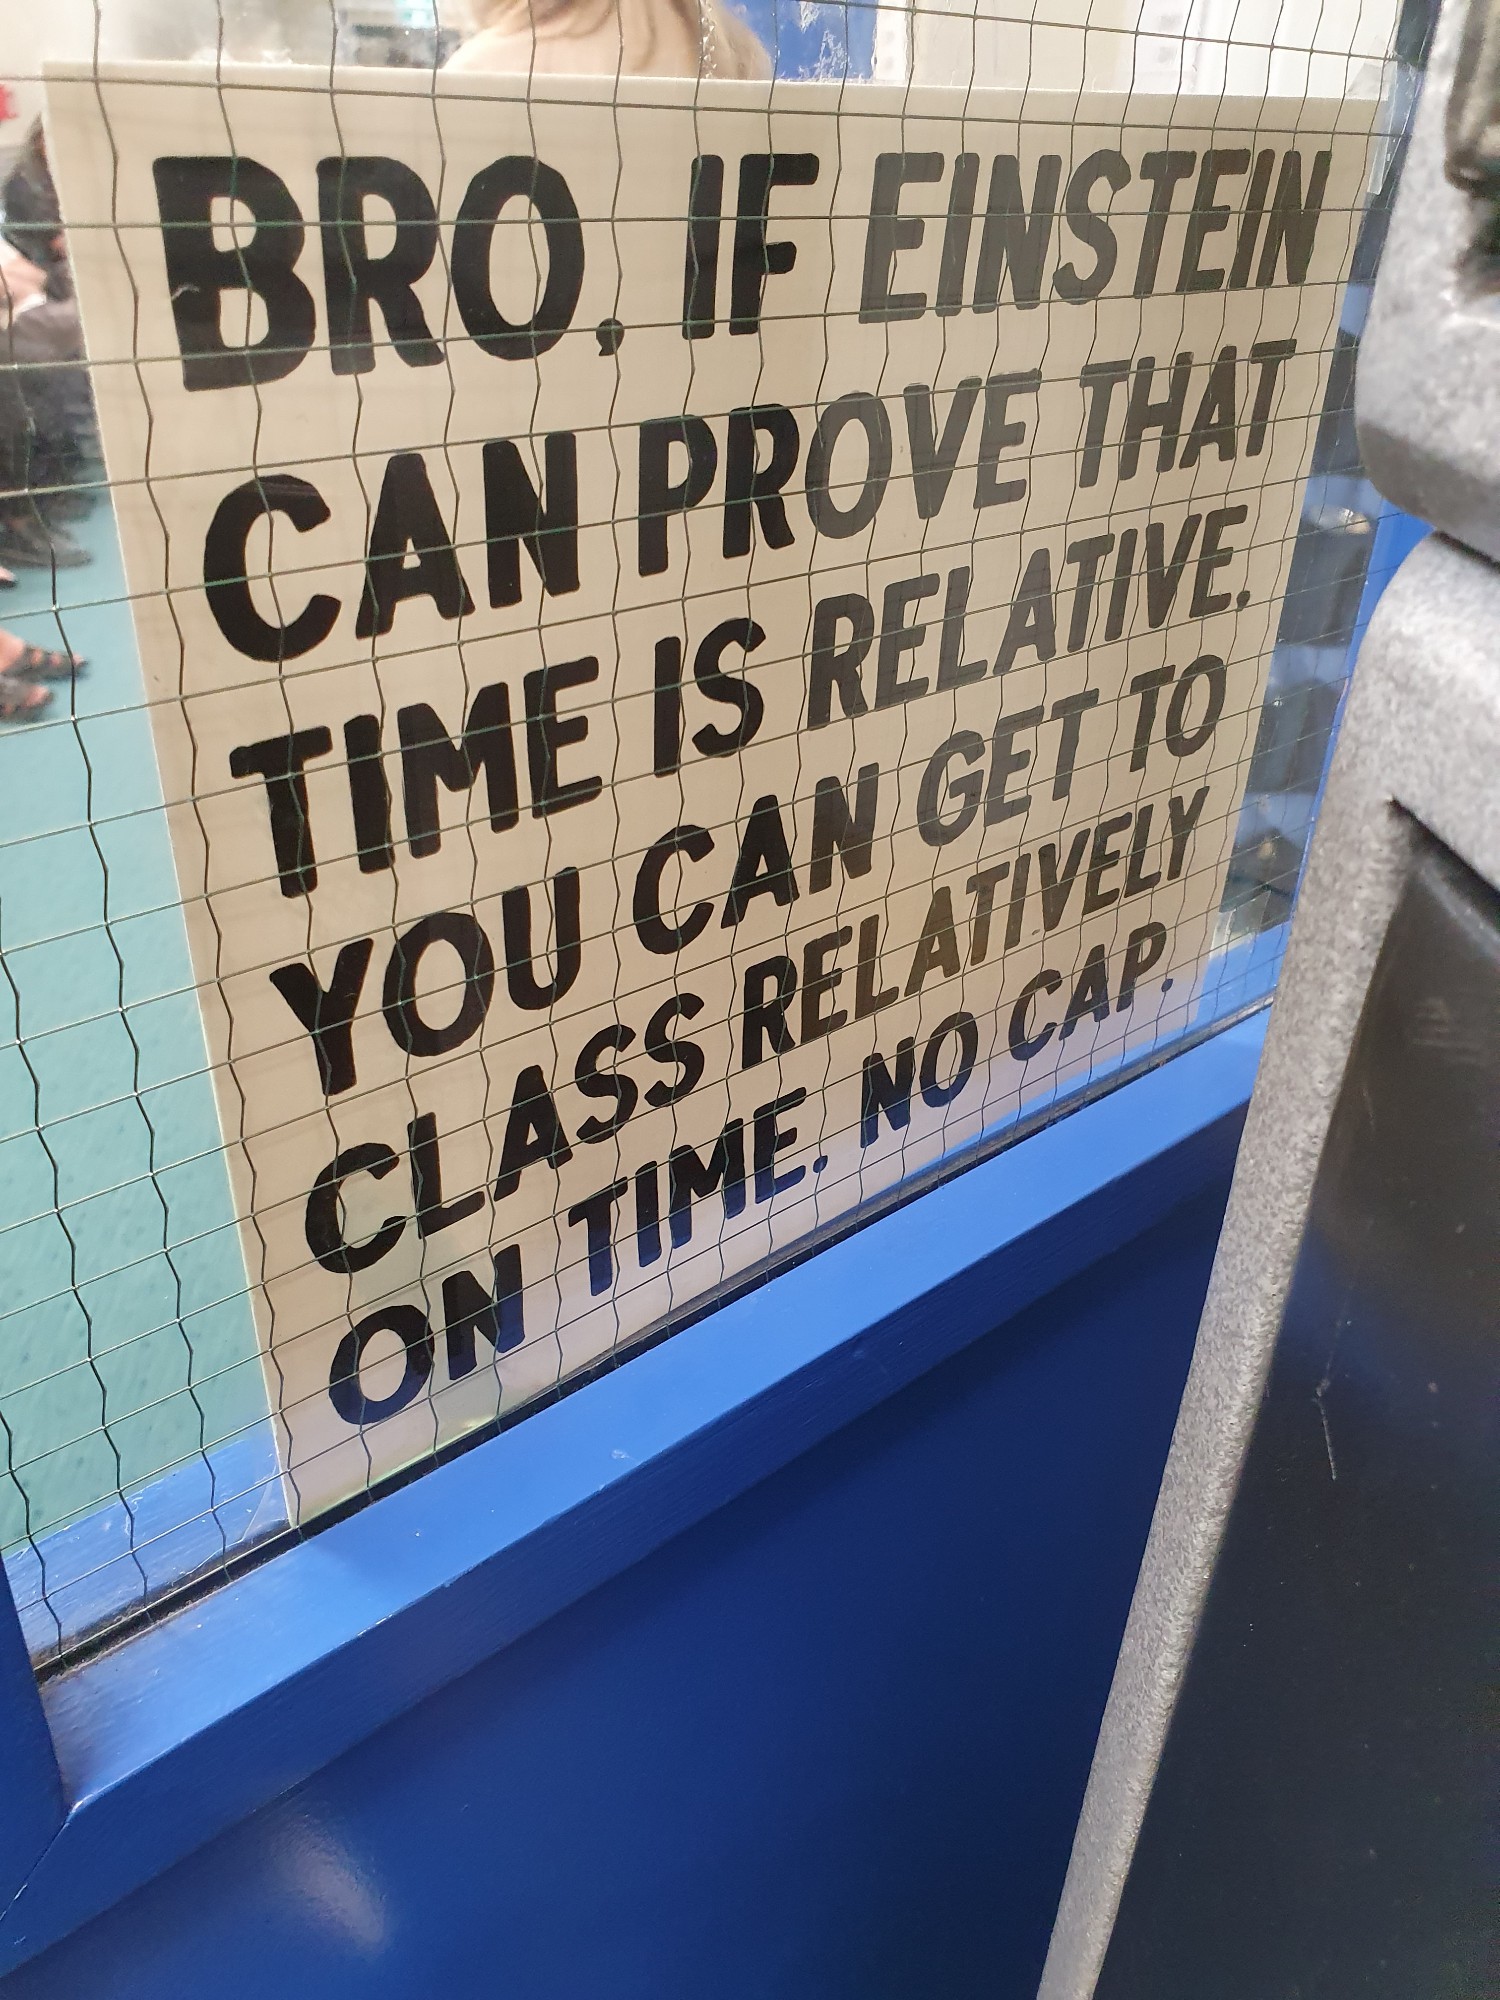 BRO, IF EINSTEIN
CAN PROVE THAT
TIME IS RELATIVE.
YOU CAN GET TO
CLASS RELATIVELY
ON TIME. NO CAP.